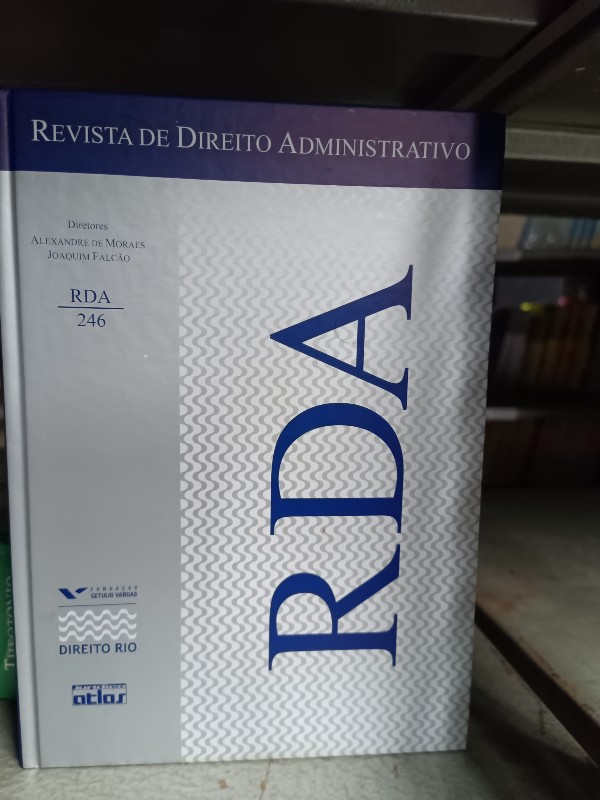 REVISTA DE DIREITO ADMINISTRATIVO
Diretores
ALEXANDRE DE MORAES
JOAQUIM FALCÃO
RDA
246
RDA
FUNDAÇÃO
GETULIO VARGAS
DIREITO RIO
atlas
THEOTONIO